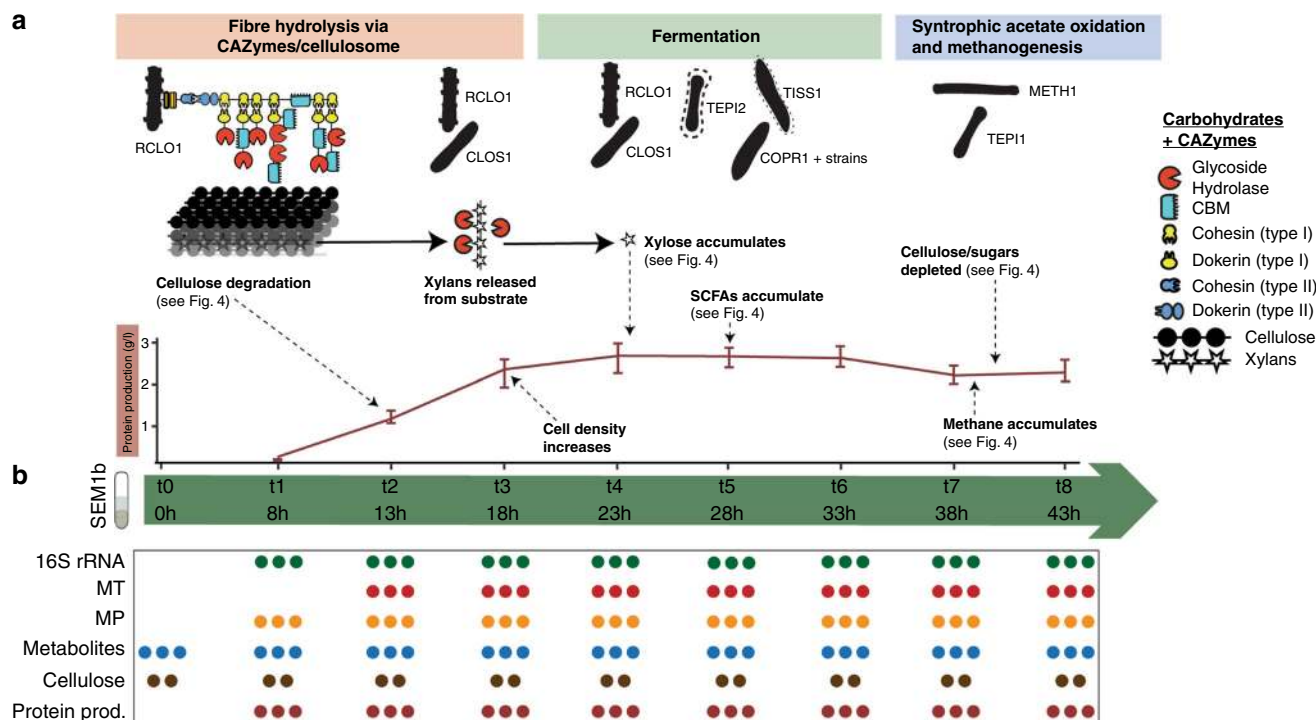 a
Fibre hydrolysis via
CAZymes/cellulosome
Fermentation
Syntrophic acetate oxidation
and methanogenesis
RCLO1
RCLO1
CLOS1
RCLO1
CLOS1
TEPI2
TISS1
COPR1 + strains
METH1
TEPI1
Carbohydrates
+ CAZymes
Glycoside
Hydrolase
CBM
Cohesin (type I)
Dokerin (type I)
Cohesin (type II)
Dokerin (type II)
Cellulose
Xylans
Cellulose degradation
(see Fig. 4)
Xylans released
from substrate
Xylose accumulates
(see Fig. 4)
SCFAs accumulate
(see Fig. 4)
Cellulose/sugars
depleted (see Fig. 4)
Cell density
increases
Methane accumulates
(see Fig. 4)
Protein production (g/l)
3
2
1
b
SEM1b
t0 t1 t2 t3 t4 t5 t6 t7 t8
0h 8h 13h 18h 23h 28h 33h 38h 43h
16S rRNA
MT
MP
Metabolites
Cellulose
Protein prod.